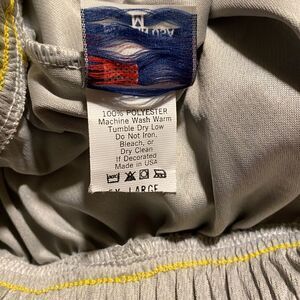 M
100% POLYESTER
Machine Wash Warm
Tumble Dry Low
Do Not Iron,
Bleach, or
Dry Clean
If Decorated
Made in USA
LARGE